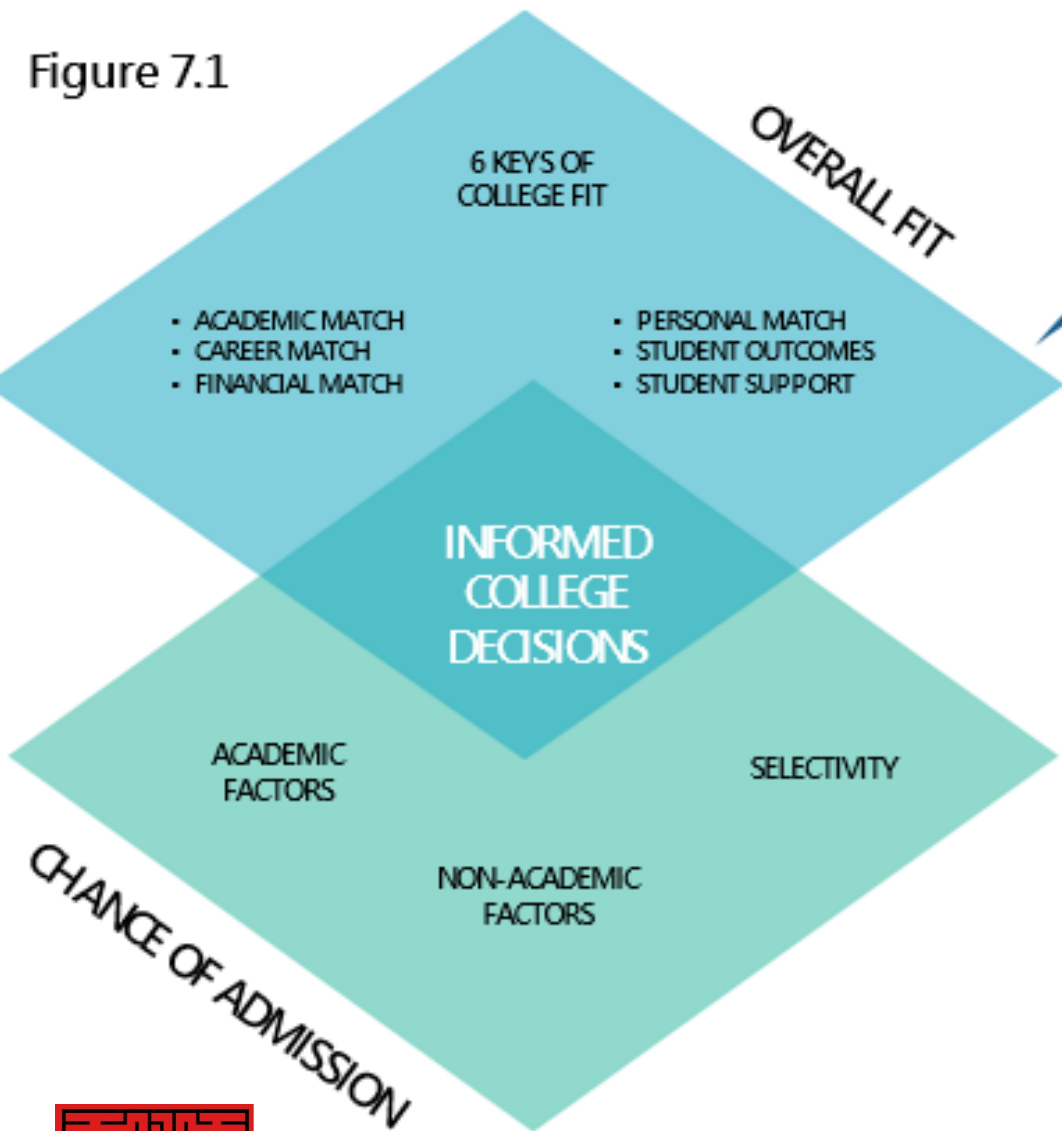 Figure 7.1
OVERALL FIT
6 KEYS OF
COLLEGE FIT
▪ ACADEMIC MATCH
▪ CAREER MATCH
▪ FINANCIAL MATCH
▪ PERSONAL MATCH
▪ STUDENT OUTCOMES
▪ STUDENT SUPPORT
INFORMED
COLLEGE
DECISIONS
ACADEMIC
FACTORS
SELECTIVITY
NON-ACADEMIC
FACTORS
CHANCE OF ADMISSION